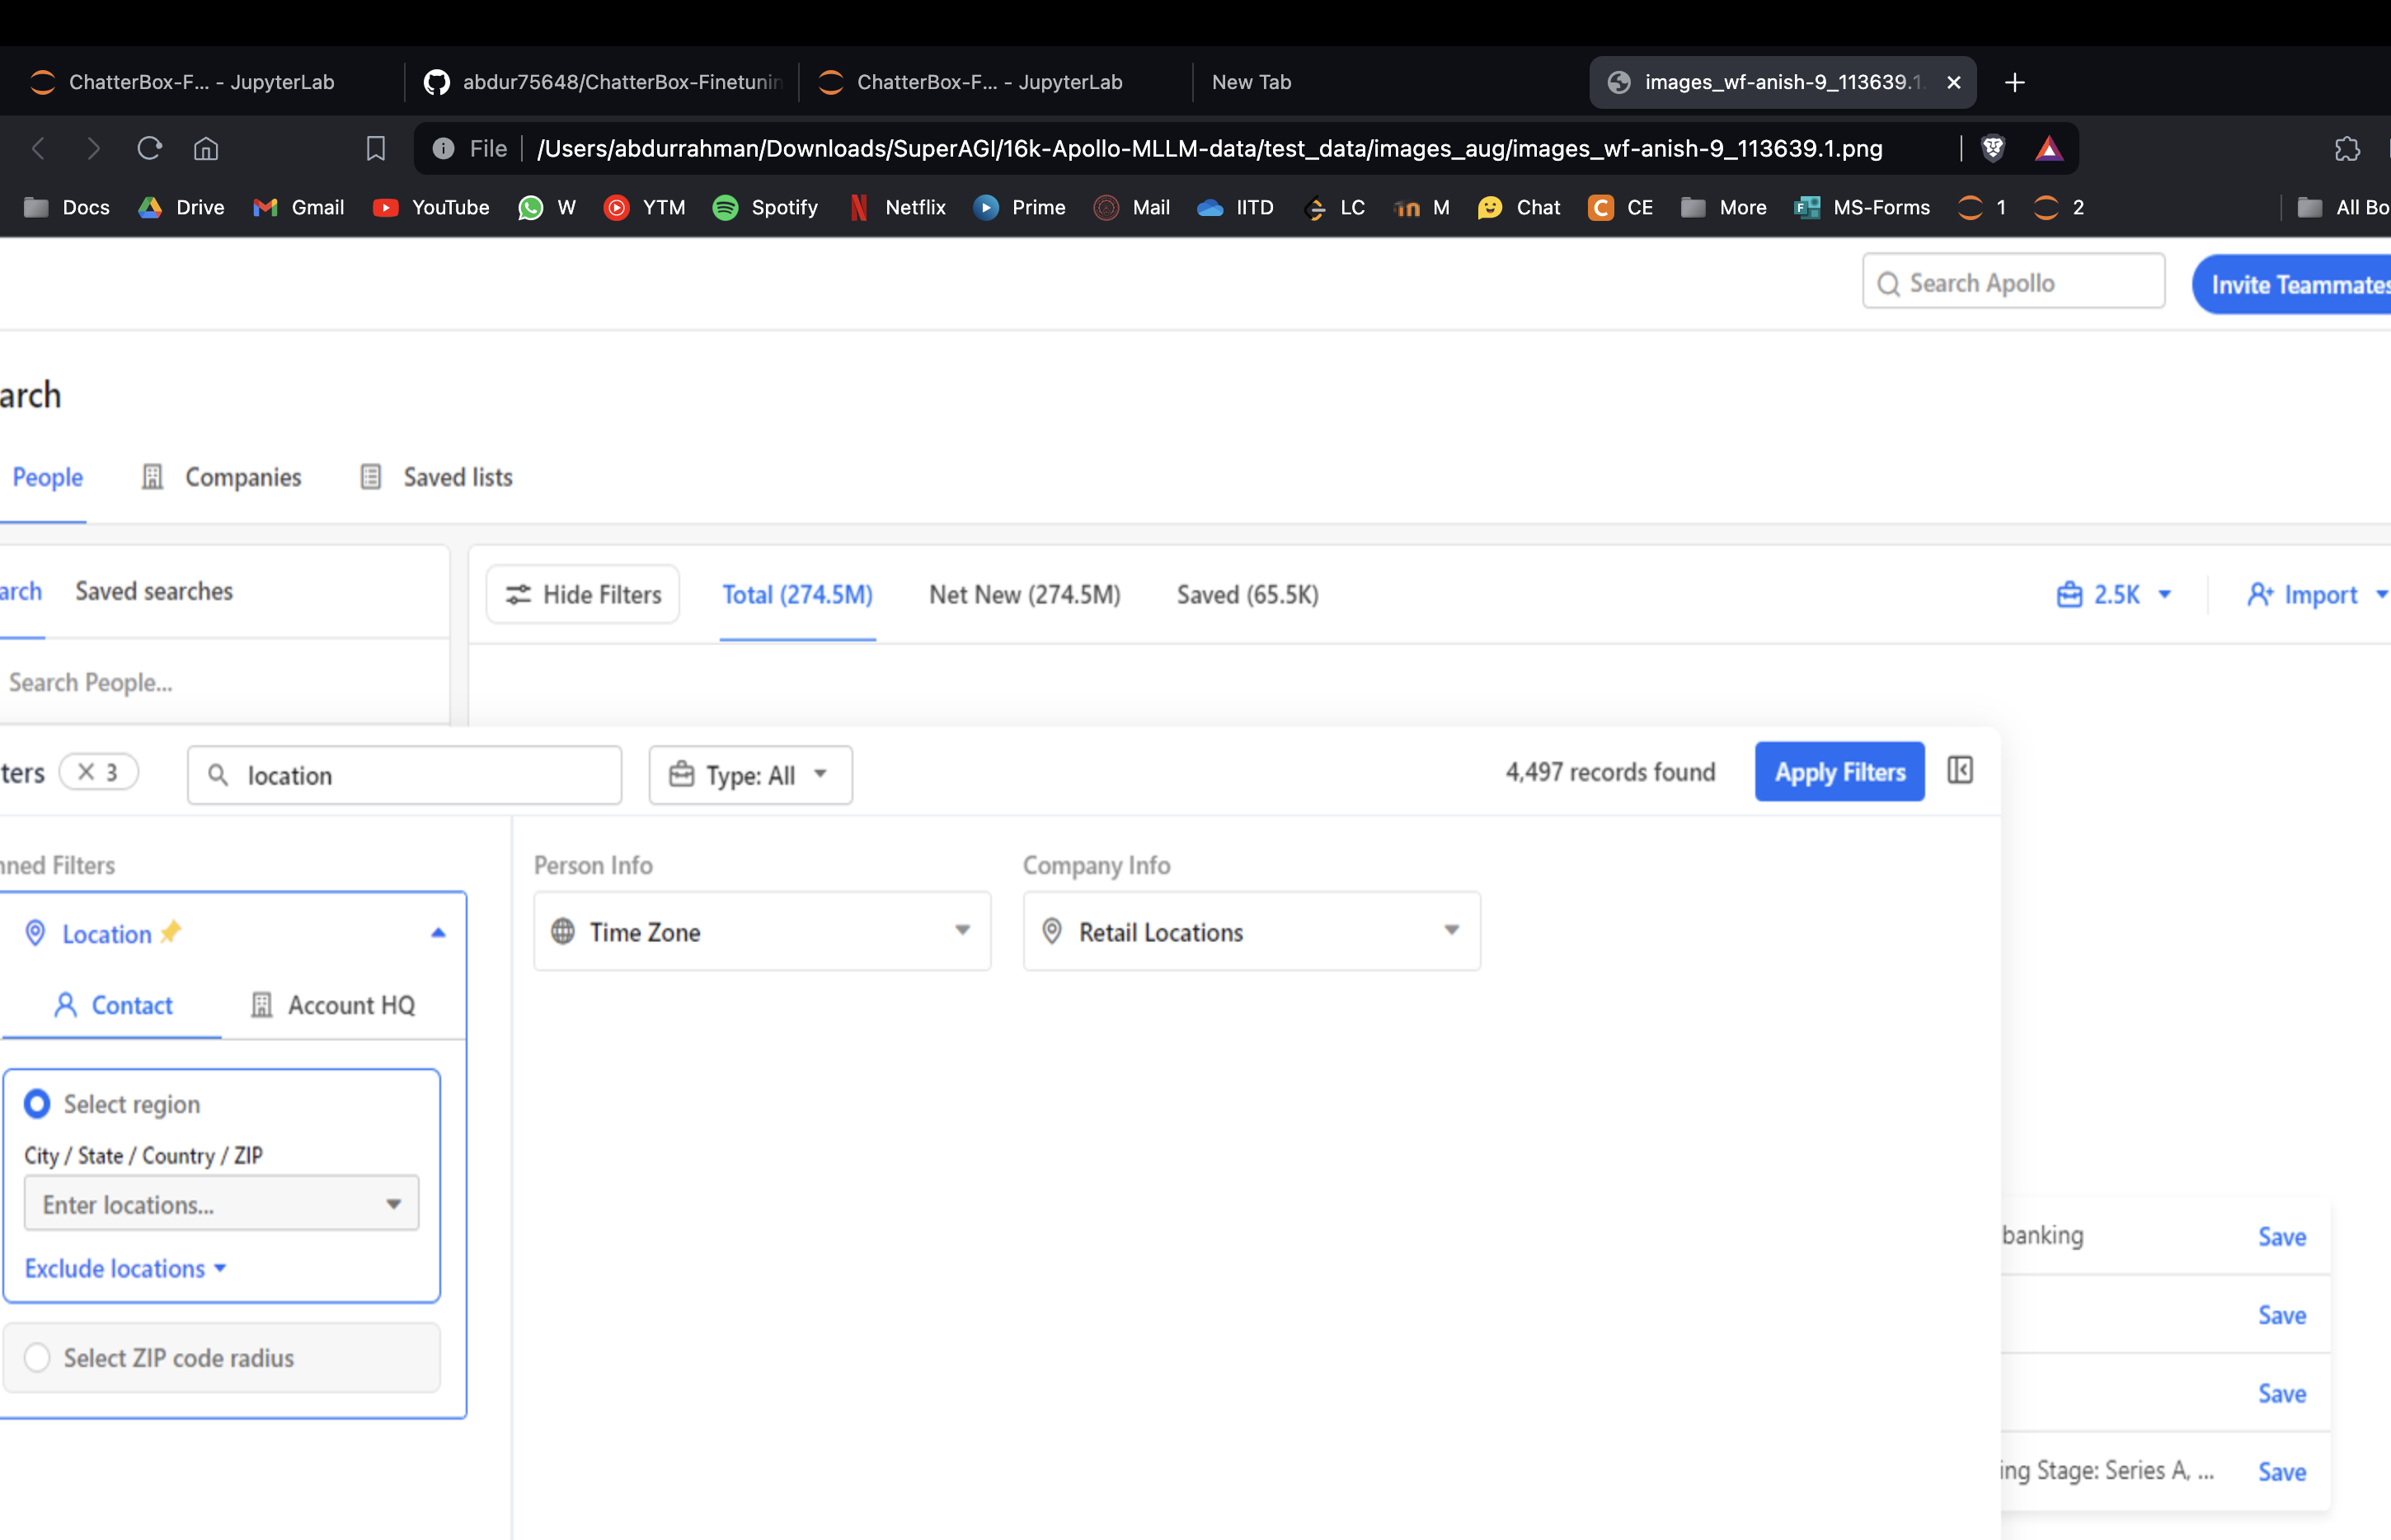 ChatterBox-F... - JupyterLab
abdur75648/ChatterBox-Finetunin
ChatterBox-F... - JupyterLab
New Tab
images_wf-anish-9_113639.1.
File
/Users/abdurrahman/Downloads/SuperAGI/16k-Apollo-MLLM-data/test_data/images_aug/images_wf-anish-9_113639.1.png
Docs Drive Gmail YouTube W YTM Spotify Netflix Prime Mail IITD LC M Chat CE More MS-Forms 1 2 All Bo
Search Apollo
Invite Teammates
arch
People Companies Saved lists
arch Saved searches
Hide Filters Total (274.5M) Net New (274.5M) Saved (65.5K) 2.5K Import
Search People...
ters × 3 location Type: All 4,497 records found Apply Filters
nned Filters
Location
Contact Account HQ
Select region
City / State / Country / ZIP
Enter locations...
Exclude locations
Select ZIP code radius
Person Info
Time Zone
Company Info
Retail Locations
banking Save
Save
Save
ing Stage: Series A, ... Save